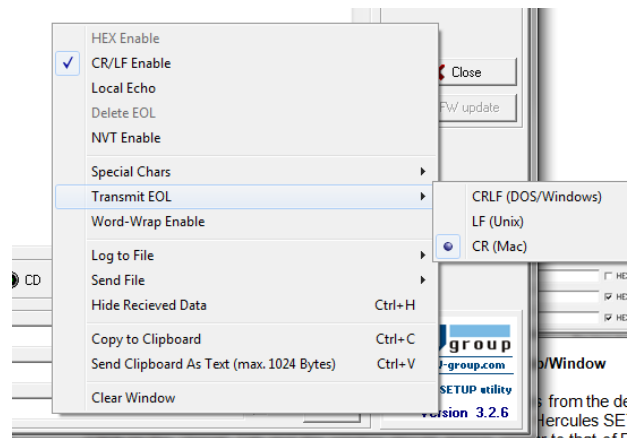 HEX Enable
CR/LF Enable
Local Echo
Delete EOL
NVT Enable
Special Chars
Transmit EOL
Word-Wrap Enable
Log to File
Send File
Hide Recieved Data Ctrl+H
Copy to Clipboard Ctrl+C
Send Clipboard As Text (max. 1024 Bytes) Ctrl+V
Clear Window
CRLF (DOS/Windows)
LF (Unix)
CR (Mac)
Close
FW update
CD
group
-group.com
SETUP utility
Version 3.2.6
/Window
from the de
Hercules SE